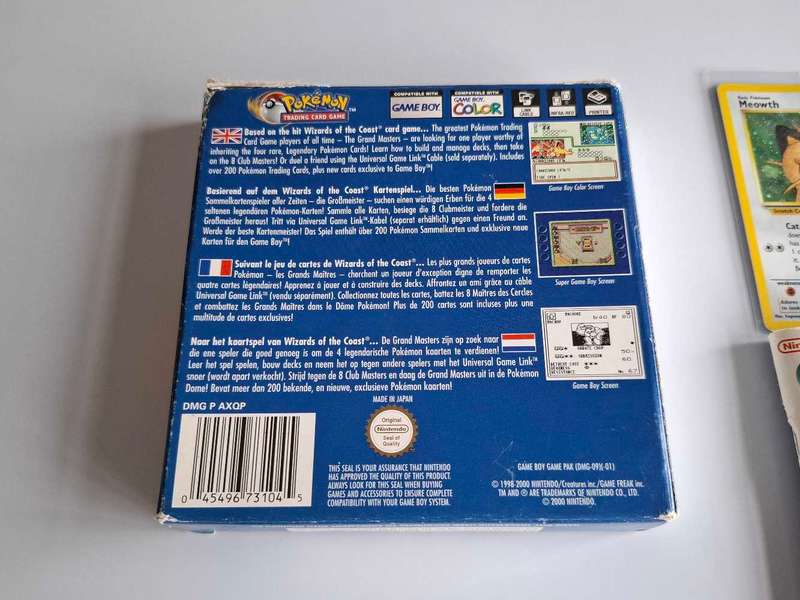 POKéMON™
TRADING CARD GAME
COMPATIBLE WITH
GAME BOY
COMPATIBLE WITH
GAME BOY
COLOR
LINK
CABLE
INFRA-RED
PRINTER
Based on the hit Wizards of the Coast® card game... The greatest Pokémon Trading
Card Game players of all time – The Grand Masters – are looking for one player worthy of
inheriting the four rare, Legendary Pokémon Cards! Learn how to build and manage decks, then take
on the 8 Club Masters! Or duel a friend using the Universal Game Link™ Cable (sold separately). Includes
over 200 Pokémon Trading Cards, plus new cards exclusive to Game Boy!
Game Boy Color Screen
Basierend auf dem Wizards of the Coast® Kartenspiel... Die besten Pokémon
Sammelkartenspieler aller Zeiten – die Großmeister – suchen einen würdigen Erben für die 4
seltenen legendären Pokémon-Karten! Sammle alle Karten, besiege die 8 Clubmeister und fordere die
Großmeister heraus! Tritt via Universal Game Link™-Kabel (separat erhältlich) gegen einen Freund an.
Werde der beste Kartenmeister! Das Spiel enthält über 200 Pokémon Sammelkarten und exklusive neue
Karten für den Game Boy™!
Super Game Boy Screen
Suivant le jeu de cartes de Wizards of the Coast®... Les plus grands joueurs de cartes
Pokémon – les Grands Maîtres – cherchent un joueur d'exception digne de remporter les
quatre cartes légendaires! Apprenez à jouer et à construire des decks. Affrontez un ami grâce au câble
Universal Game Link™ (vendu séparément). Collectionnez toutes les cartes, battez les 8 Maîtres des Cercles
et combattez les Grands Maîtres dans le Dôme Pokémon! Plus de 200 cartes sont incluses plus une
multitude de cartes exclusives!
Naar het kaartspel van Wizards of the Coast®... De Grand Masters zijn op zoek naar
die ene speler die goed genoeg is om de 4 legendarische Pokémon kaarten te verdienen!
Leer het spel spelen, bouw decks en neem het op tegen andere spelers met het Universal Game Link™
snoer (wordt apart verkocht). Strijd tegen de 8 Club Masters en daag de Grand Masters uit in de Pokémon
Dome! Bevat meer dan 200 bekende, en nieuwe, exclusieve Pokémon kaarten!
MACHOKE
KARATE CHOP
SUBMISSION
RETREAT COST
WEAKNESS
RESISTANCE
No. 67
Game Boy Screen
MADE IN JAPAN
DMG P AXQP
0 45496 73104 5
Original
Nintendo
Seal of
Quality
THIS SEAL IS YOUR ASSURANCE THAT NINTENDO
HAS APPROVED THE QUALITY OF THIS PRODUCT.
ALWAYS LOOK FOR THIS SEAL WHEN BUYING
GAMES AND ACCESSORIES TO ENSURE COMPLETE
COMPATIBILITY WITH YOUR GAME BOY SYSTEM.
GAME BOY GAME PAK (DMG-09)(-01)
© 1998-2000 NINTENDO/Creatures inc./GAME FREAK inc.
TM AND ® ARE TRADEMARKS OF NINTENDO CO., LTD.
© 2000 NINTENDO.
Meowth